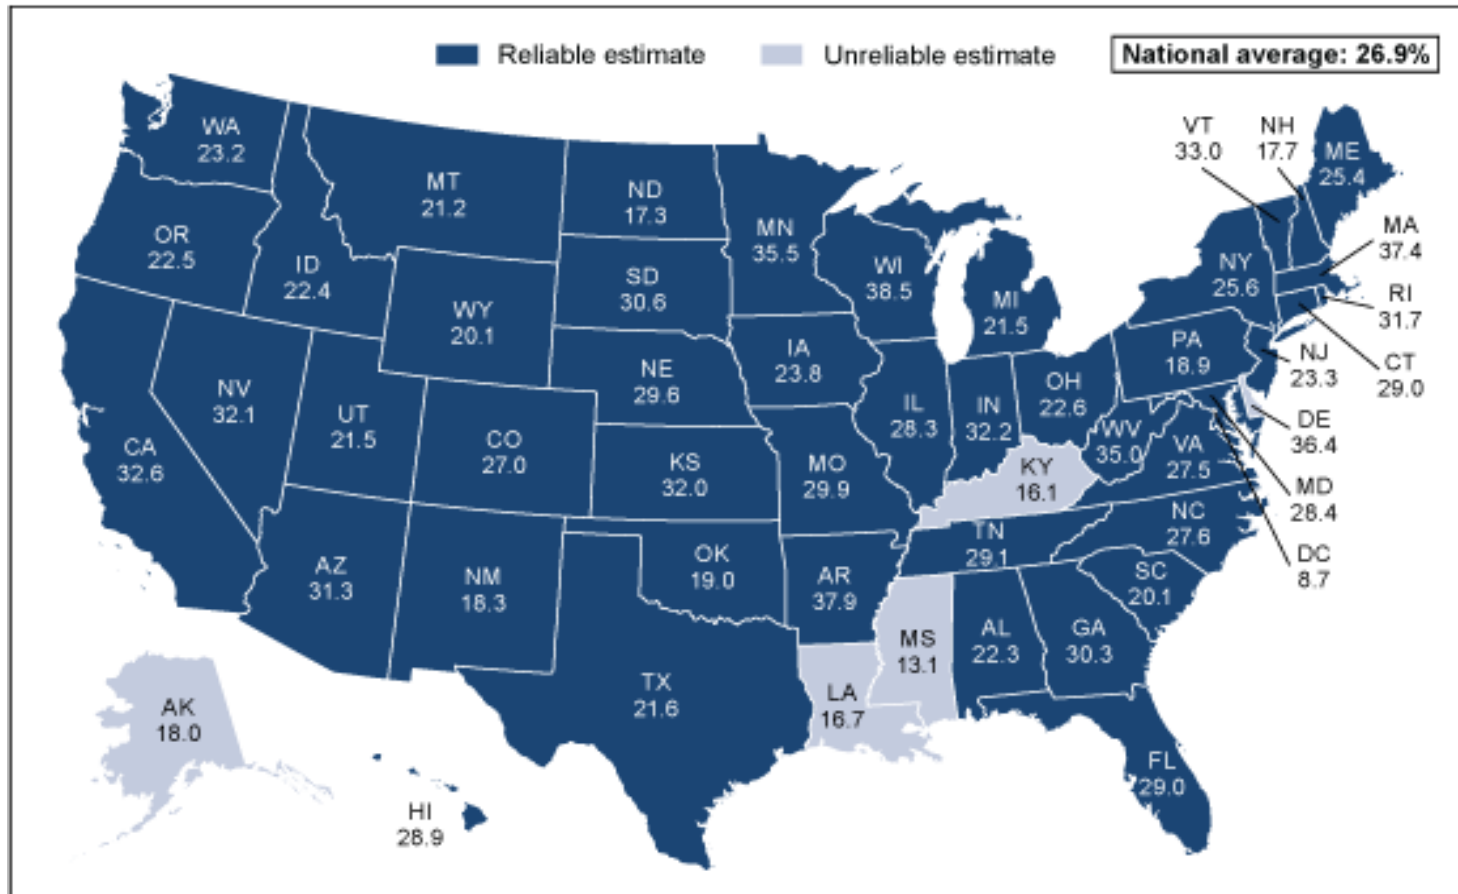 Reliable estimate
Unreliable estimate
National average: 26.9%
WA
23.2
MT
21.2
ND
17.3
MN
35.5
VT
33.0
NH
17.7
ME
25.4
OR
22.5
ID
22.4
WY
20.1
SD
30.6
WI
38.5
MI
21.5
NY
25.6
MA
37.4
RI
31.7
CT
29.0
NV
32.1
UT
21.5
CO
27.0
NE
29.6
IA
23.8
IL
28.3
IN
32.2
OH
22.6
PA
18.9
NJ
23.3
DE
36.4
CA
32.6
KS
32.0
MO
29.9
KY
16.1
WV
35.0
VA
27.5
MD
28.4
DC
8.7
AZ
31.3
NM
18.3
OK
19.0
AR
37.9
TN
29.1
NC
27.6
SC
20.1
TX
21.6
LA
16.7
MS
13.1
AL
22.3
GA
30.3
AK
18.0
HI
28.9
FL
29.0